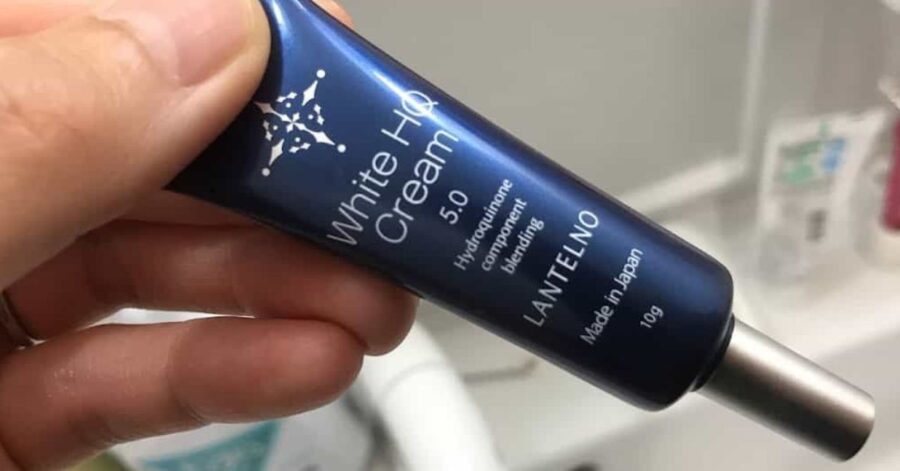 White HQ
Cream
5.0
Hydroquinone
component
blending
LANTELNO
Made in Japan
10g